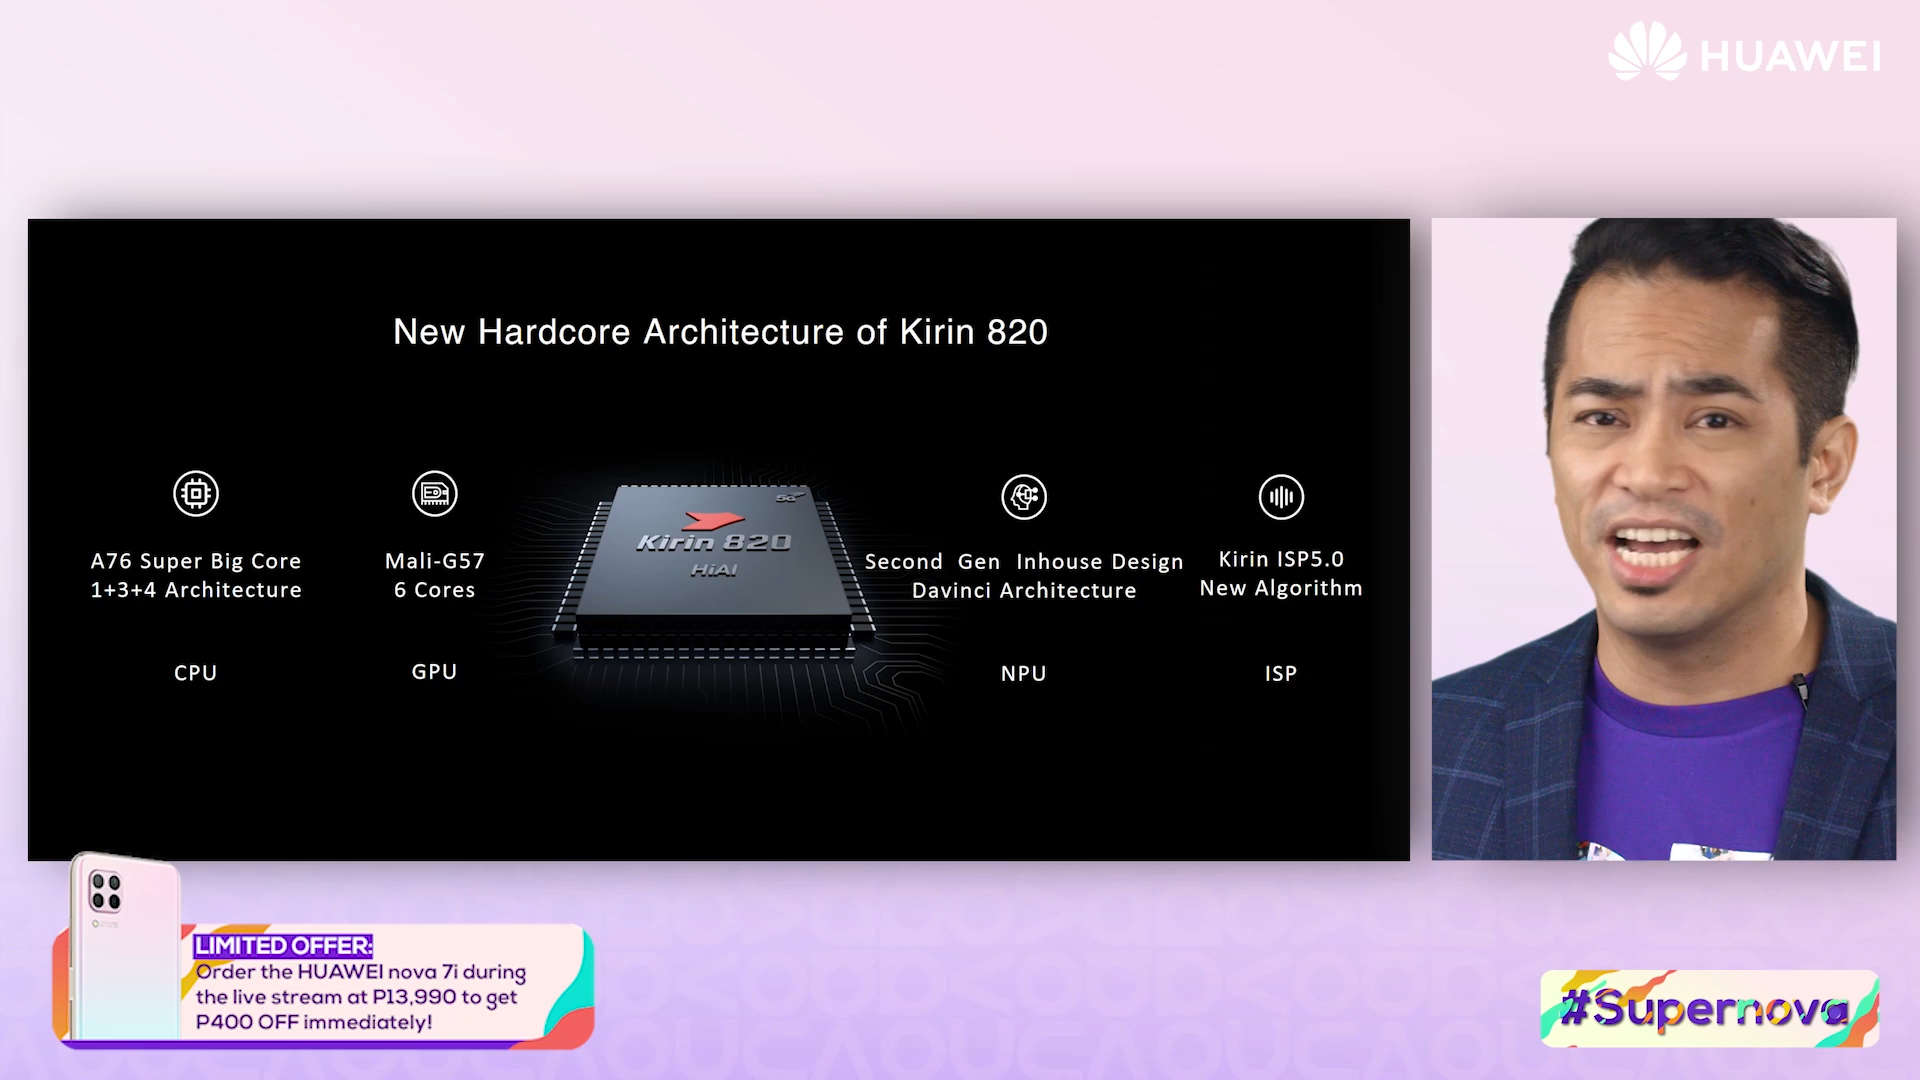 HUAWEI
New Hardcore Architecture of Kirin 820
A76 Super Big Core
1+3+4 Architecture
CPU
Mali-G57
6 Cores
GPU
5G
Kirin 820
HiAI
Second Gen Inhouse Design
Davinci Architecture
NPU
Kirin ISP5.0
New Algorithm
ISP
LIMITED OFFER:
Order the HUAWEI nova 7i during
the live stream at P13,990 to get
P400 OFF immediately!
#Supernova